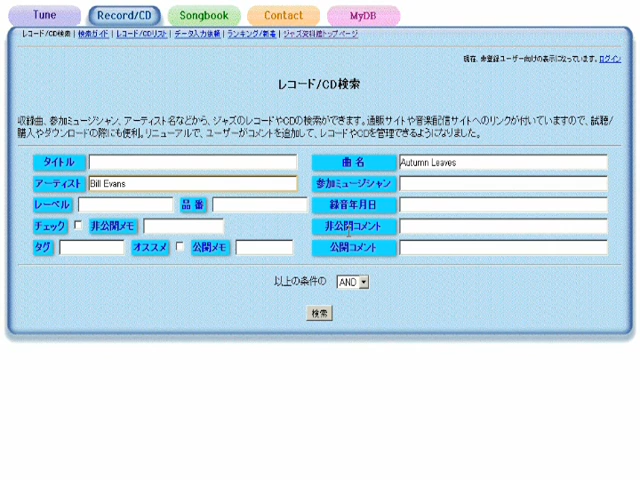 Tune Record/CD Songbook Contact MyDB
レコード/CD検索 | 検索ガイド | レコード/CDリスト | データ入力依頼 | ランキング/新着 | ジャズ資料館トップページ
現在、非登録ユーザー向けの表示になっています。ログイン
レコード/CD検索
収録曲、参加ミュージシャン、アーティスト名などから、ジャズのレコードやCDの検索ができます。通販サイトや音楽配信サイトへのリンクが付いていますので、試聴/
購入やダウンロードの際にも便利。リニューアルで、ユーザーがコメントを追加して、レコードやCDを管理できるようになりました。
タイトル 曲 名 Autumn Leaves
アーティスト Bill Evans 参加ミュージシャン
レーベル 品 番 録音年月日
チェック 非公開メモ 非公開コメント
タグ オススメ 公開メモ 公開コメント
以上の条件の AND
検索